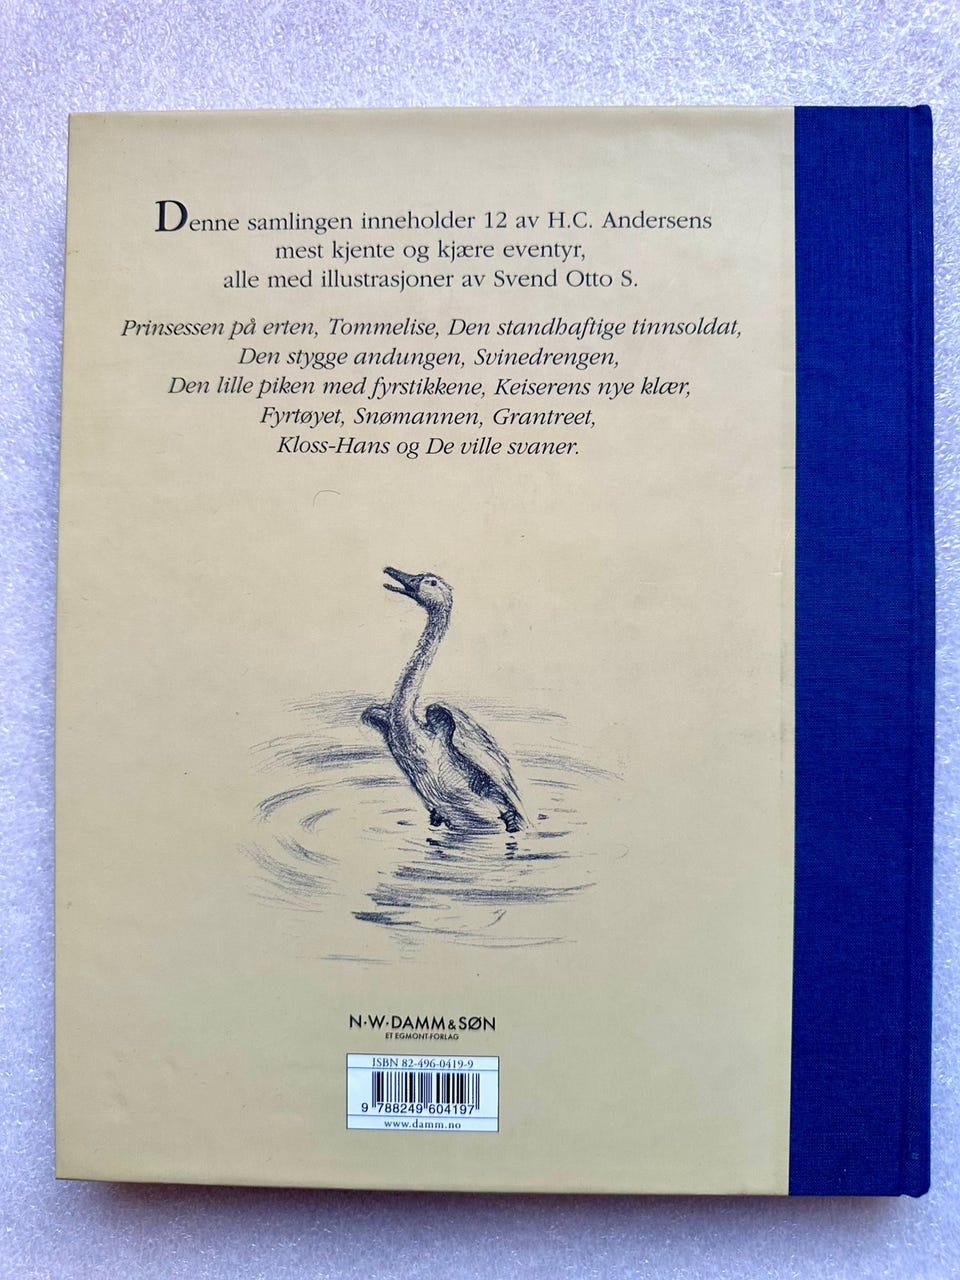 Denne samlingen inneholder 12 av H.C. Andersens
mest kjente og kjære eventyr,
alle med illustrasjoner av Svend Otto S.
Prinsessen på erten, Tommelise, Den standhaftige tinnsoldat,
Den stygge andungen, Svinedrengen,
Den lille piken med fyrstikkene, Keiserens nye klær,
Fyrtøyet, Snømannen, Grantreet,
Kloss-Hans og De ville svaner.
N·W·DAMM & SØN
ET EGMONT-FORLAG
ISBN 82-496-0419-9
9 788249 604197
www.damm.no